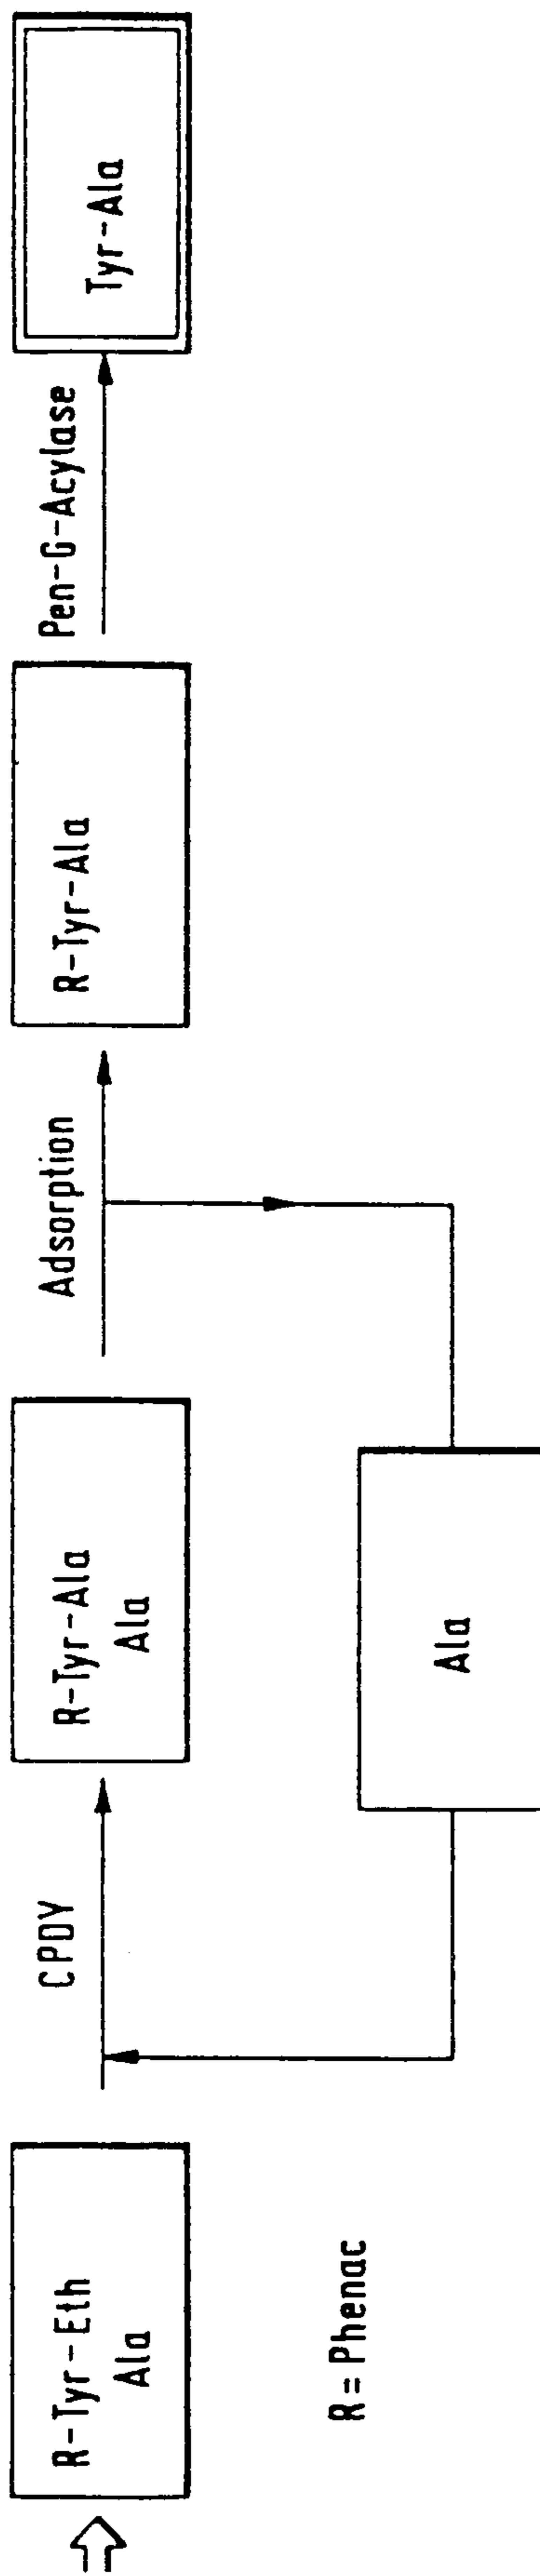 R-Tyr-Eth
Ala
CPDY
R-Tyr-Ala
Ala
Adsorption
R-Tyr-Ala
Pen-G-Acylase
Tyr-Ala
Ala
R = Phenac